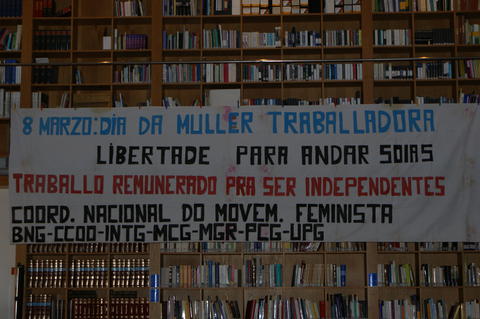 8 MARZO: DÍA DA MULLER TRABALLADORA
LIBERTADE PARA ANDAR SOIAS
TRABALLO REMUNERADO PRA SER INDEPENDENTES
COORD. NACIONAL DO MOVEM. FEMINISTA
BNG-CCOO-INTG-MCG-MGR-PCG-UPG